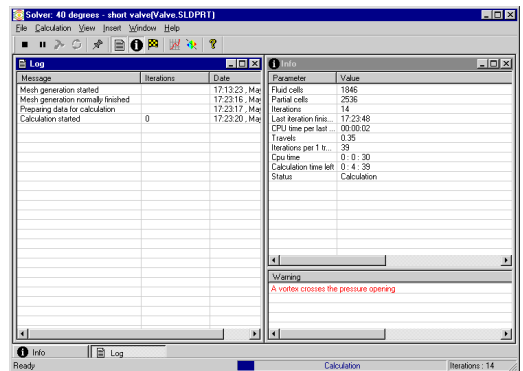 Solver: 40 degrees - short valve(Valve.SLDPRT)
File Calculation View Insert Window Help
Log
Message Iterations Date
Mesh generation started 17:13:23 , May
Mesh generation normally finished 17:23:16 , May
Preparing data for calculation 17:23:17 , May
Calculation started 0 17:23:20 , May
Info
Parameter Value
Fluid cells 1846
Partial cells 2536
Iterations 14
Last iteration finis... 17:23:48
CPU time per last ... 00:00:02
Travels 0.35
Iterations per 1 tr... 39
Cpu time 0 : 0 : 30
Calculation time left 0 : 4 : 39
Status Calculation
Warning
A vortex crosses the pressure opening
Info Log
Ready Calculation Iterations : 14